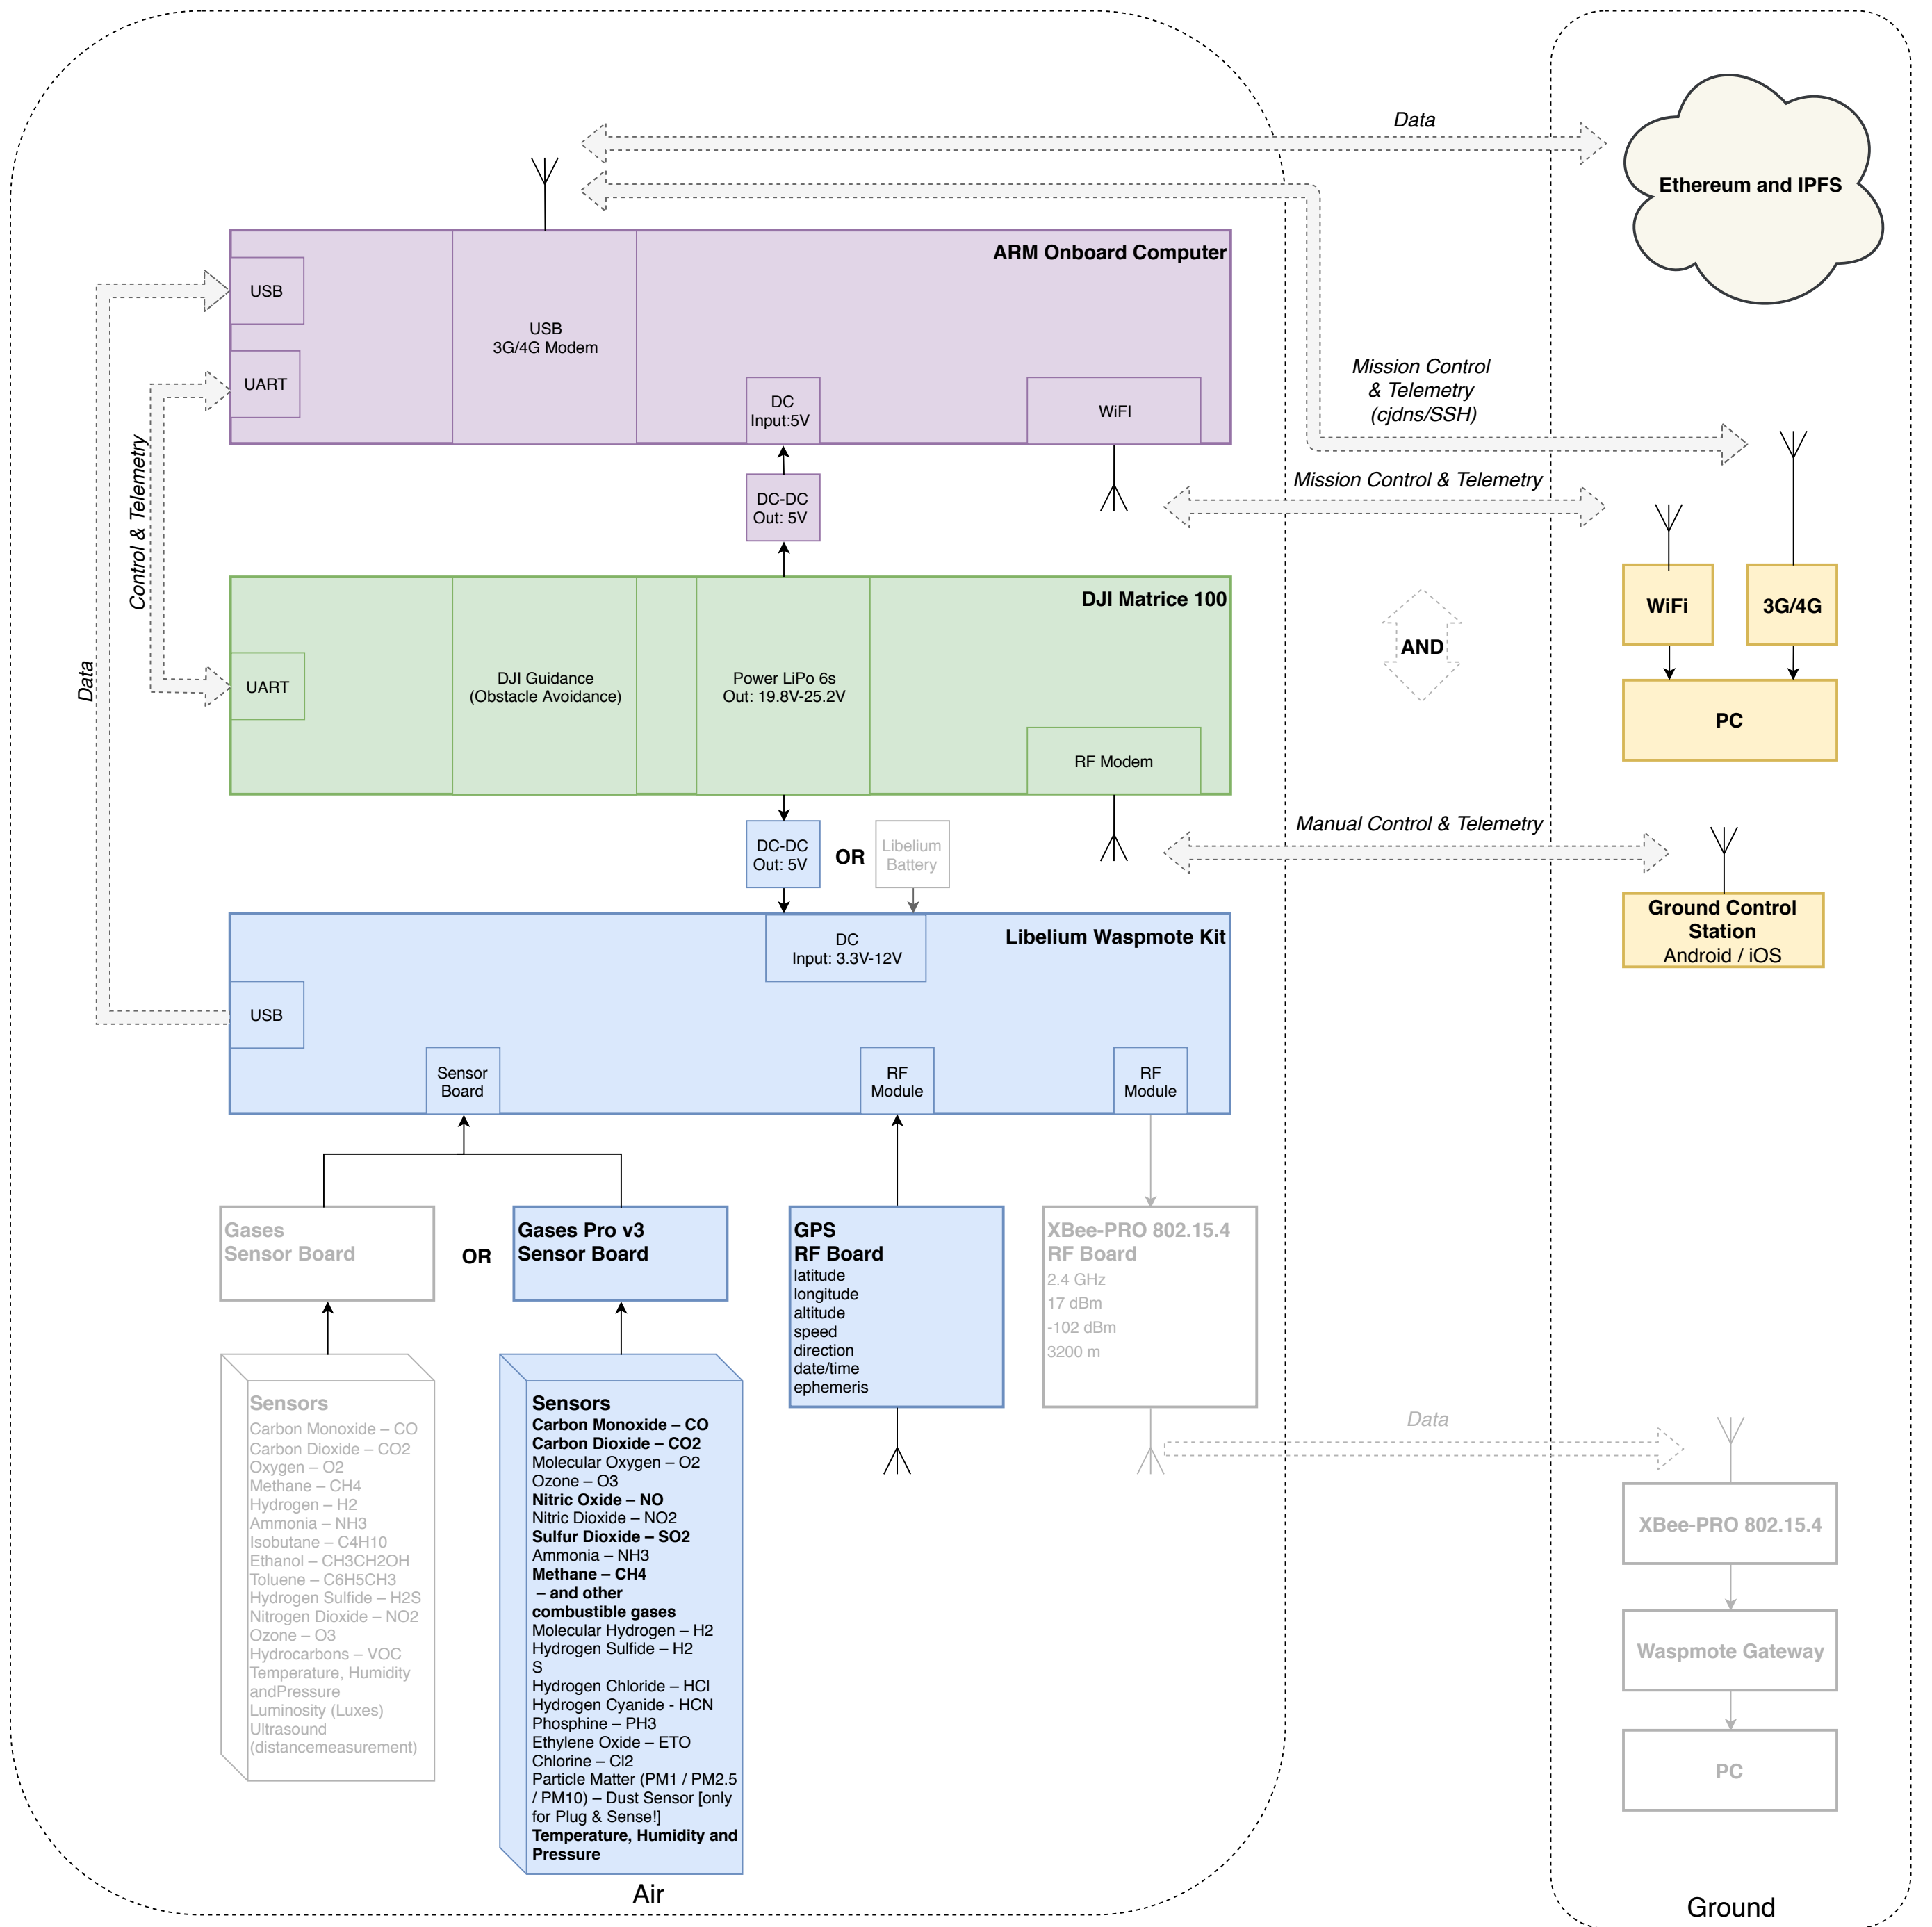 Data
Ethereum and IPFS
ARM Onboard Computer
USB
USB
3G/4G Modem
UART
DC
Input:5V
WiFI
Mission Control
& Telemetry
(cjdns/SSH)
Control & Telemetry
DC-DC
Out: 5V
Mission Control & Telemetry
DJI Matrice 100
WiFi
3G/4G
AND
Data
UART
DJI Guidance
(Obstacle Avoidance)
Power LiPo 6s
Out: 19.8V-25.2V
PC
RF Modem
Manual Control & Telemetry
DC-DC
Out: 5V
OR
Libelium
Battery
Ground Control
Station
Android / iOS
Libelium Waspmote Kit
DC
Input: 3.3V-12V
USB
Sensor
Board
RF
Module
RF
Module
Gases
Sensor Board
OR
Gases Pro v3
Sensor Board
GPS
RF Board
latitude
longitude
altitude
speed
direction
date/time
ephemeris
XBee-PRO 802.15.4
RF Board
2.4 GHz
17 dBm
-102 dBm
3200 m
Sensors
Carbon Monoxide – CO
Carbon Dioxide – CO2
Oxygen – O2
Methane – CH4
Hydrogen – H2
Ammonia – NH3
Isobutane – C4H10
Ethanol – CH3CH2OH
Toluene – C6H5CH3
Hydrogen Sulfide – H2S
Nitrogen Dioxide – NO2
Ozone – O3
Hydrocarbons – VOC
Temperature, Humidity
andPressure
Luminosity (Luxes)
Ultrasound
(distancemeasurement)
Sensors
Carbon Monoxide – CO
Carbon Dioxide – CO2
Molecular Oxygen – O2
Ozone – O3
Nitric Oxide – NO
Nitric Dioxide – NO2
Sulfur Dioxide – SO2
Ammonia – NH3
Methane – CH4
– and other
combustible gases
Molecular Hydrogen – H2
Hydrogen Sulfide – H2
S
Hydrogen Chloride – HCl
Hydrogen Cyanide - HCN
Phosphine – PH3
Ethylene Oxide – ETO
Chlorine – Cl2
Particle Matter (PM1 / PM2.5
/ PM10) – Dust Sensor [only
for Plug & Sense!]
Temperature, Humidity and
Pressure
Data
XBee-PRO 802.15.4
Waspmote Gateway
PC
Air
Ground